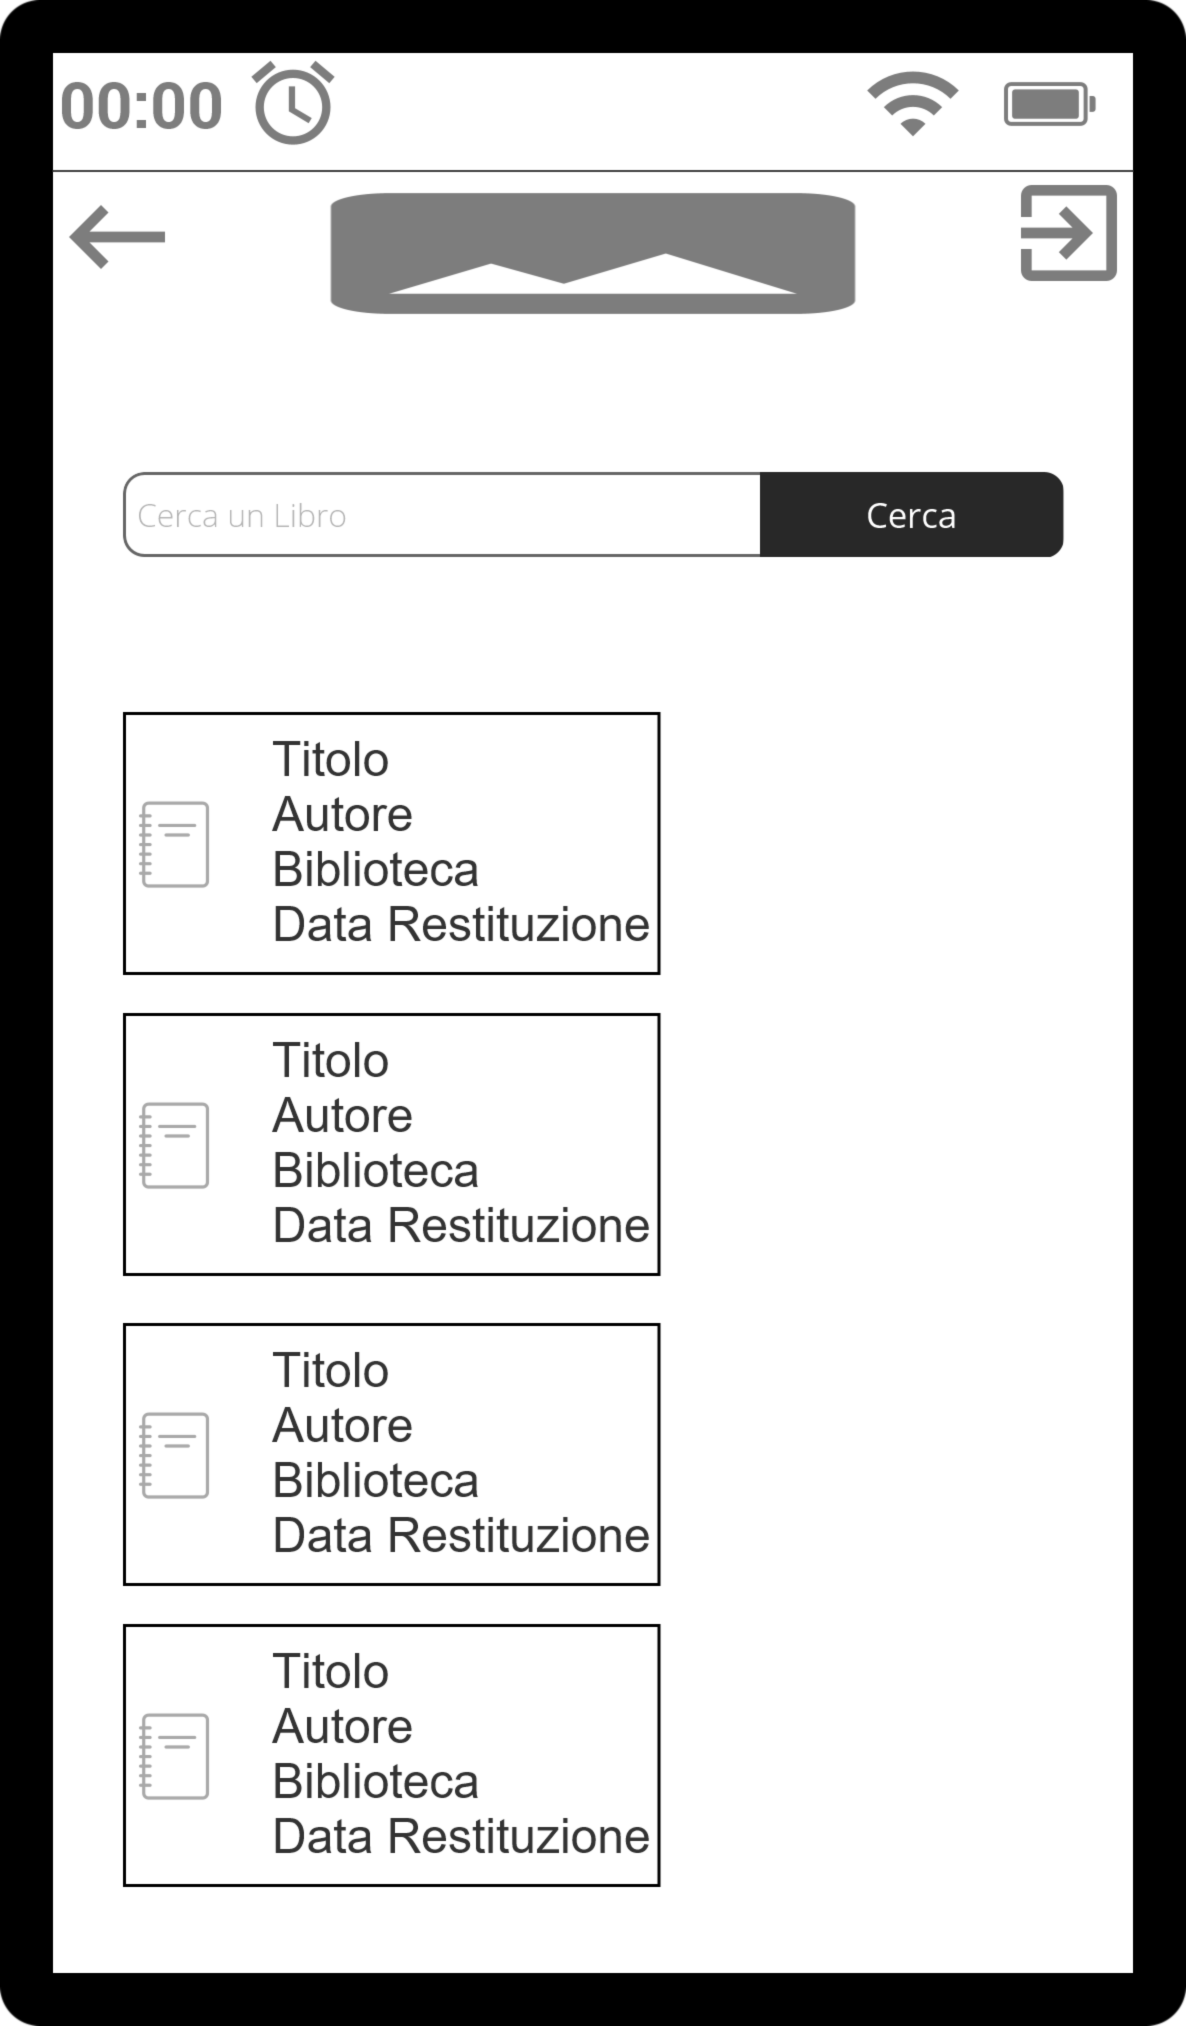 00:00
Cerca un Libro
Cerca
Titolo
Autore
Biblioteca
Data Restituzione
Titolo
Autore
Biblioteca
Data Restituzione
Titolo
Autore
Biblioteca
Data Restituzione
Titolo
Autore
Biblioteca
Data Restituzione